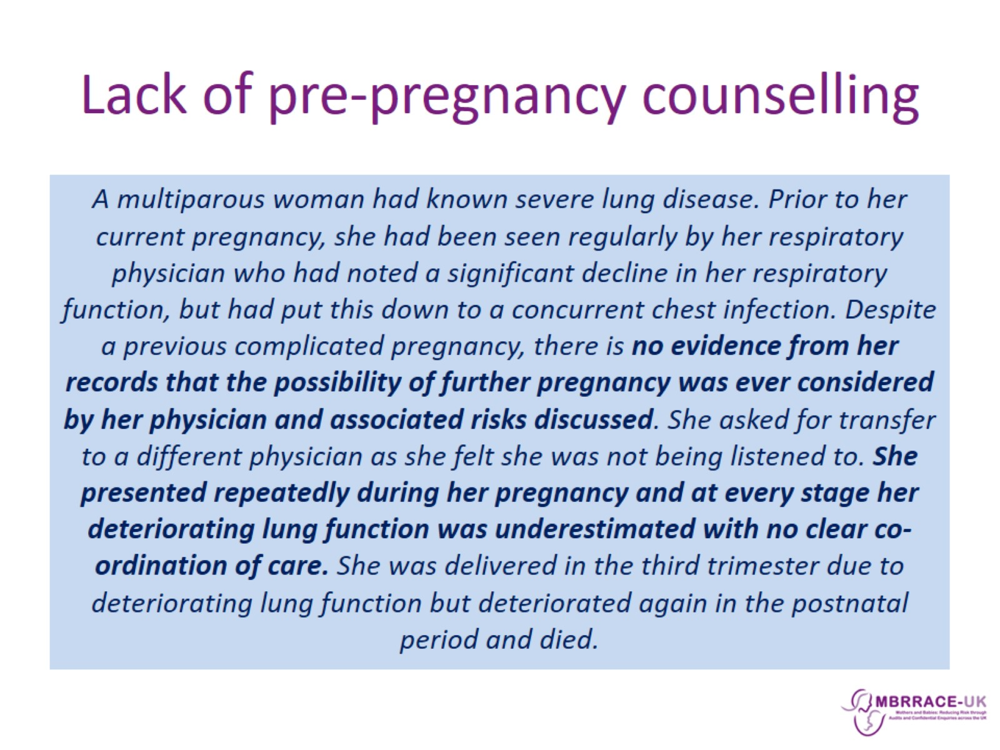 Lack of pre-pregnancy counselling
A multiparous woman had known severe lung disease. Prior to her
current pregnancy, she had been seen regularly by her respiratory
physician who had noted a significant decline in her respiratory
function, but had put this down to a concurrent chest infection. Despite
a previous complicated pregnancy, there is no evidence from her
records that the possibility of further pregnancy was ever considered
by her physician and associated risks discussed. She asked for transfer
to a different physician as she felt she was not being listened to. She
presented repeatedly during her pregnancy and at every stage her
deteriorating lung function was underestimated with no clear co-
ordination of care. She was delivered in the third trimester due to
deteriorating lung function but deteriorated again in the postnatal
period and died.
MBRRACE-UK
Mothers and Babies: Reducing Risk through
Audits and Confidential Enquiries across the UK